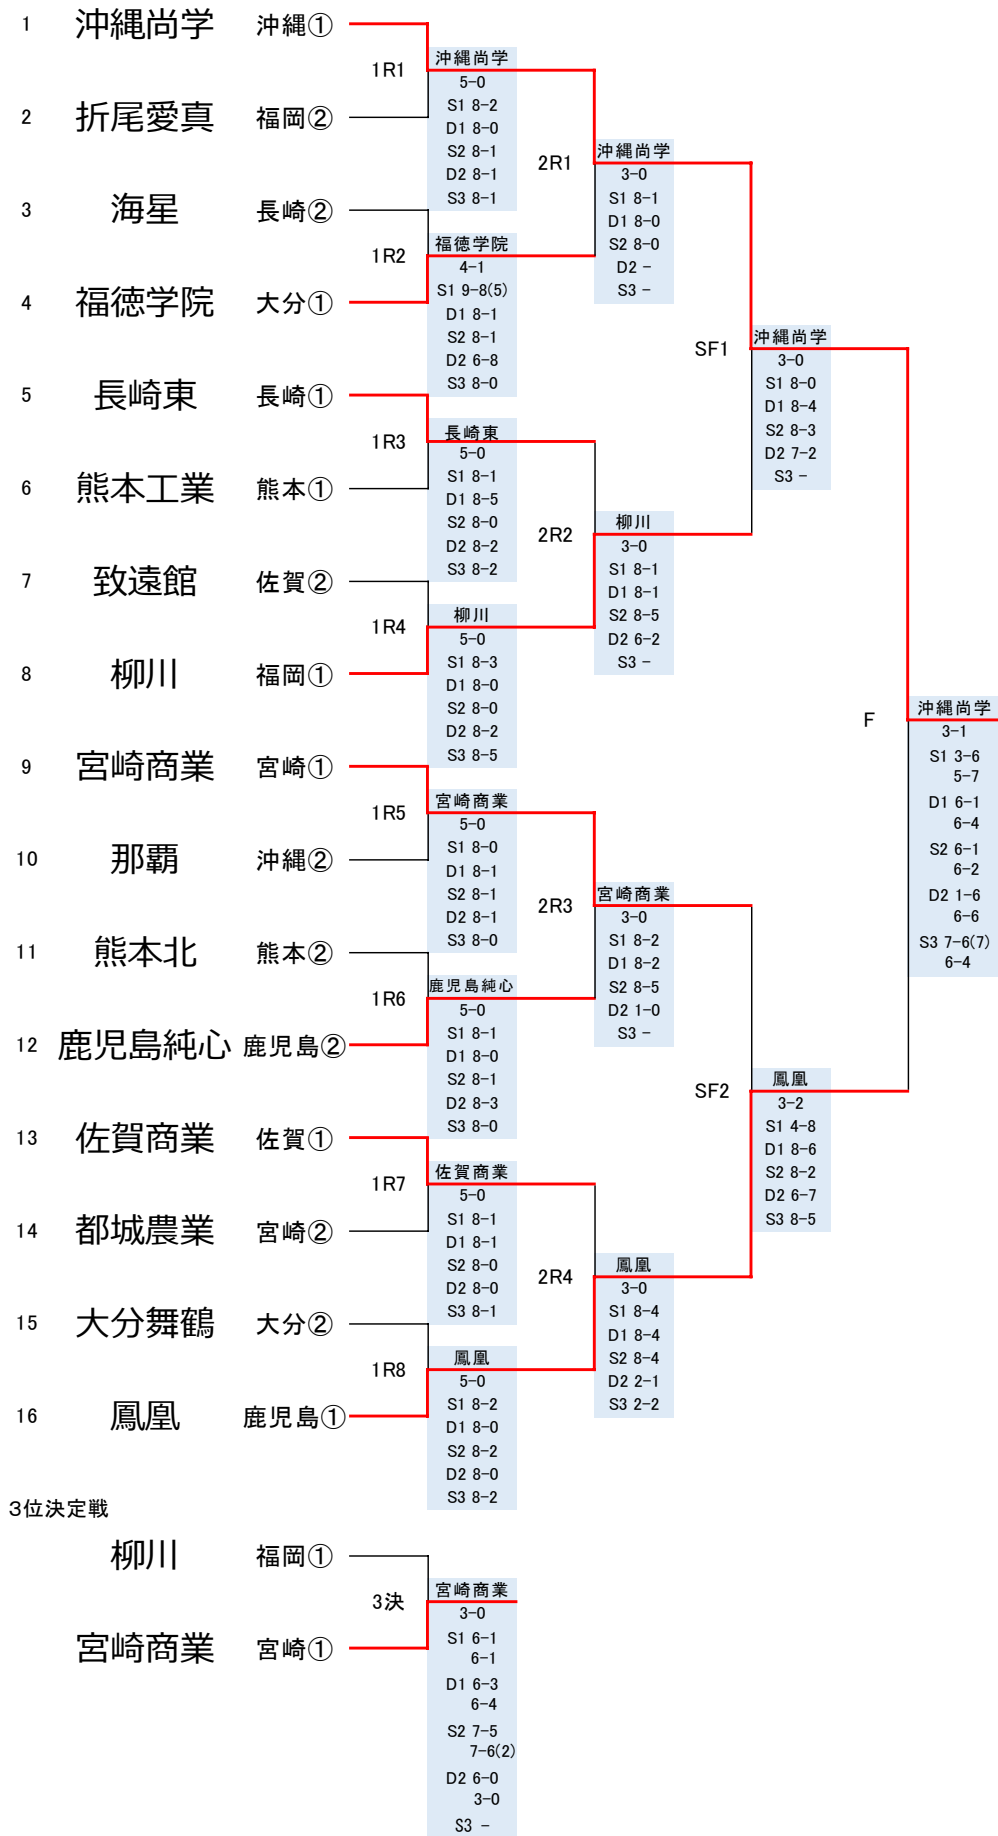 1 沖縄尚学 沖縄①
1R1
沖縄尚学
5-0
S1 8-2
D1 8-0
S2 8-1
D2 8-1
S3 8-1
2 折尾愛真 福岡②
2R1
沖縄尚学
3-0
S1 8-1
D1 8-0
S2 8-0
D2 -
S3 -
3 海星 長崎②
1R2
福徳学院
4-1
S1 9-8(5)
D1 8-1
S2 8-1
D2 6-8
S3 8-0
4 福徳学院 大分①
SF1
沖縄尚学
3-0
S1 8-0
D1 8-4
S2 8-3
D2 7-2
S3 -
5 長崎東 長崎①
1R3
長崎東
5-0
S1 8-1
D1 8-5
S2 8-0
D2 8-2
S3 8-2
6 熊本工業 熊本①
2R2
柳川
3-0
S1 8-1
D1 8-1
S2 8-5
D2 6-2
S3 -
7 致遠館 佐賀②
1R4
柳川
5-0
S1 8-3
D1 8-0
S2 8-0
D2 8-2
S3 8-5
8 柳川 福岡①
F
沖縄尚学
3-1
S1 3-6
5-7
D1 6-1
6-4
S2 6-1
6-2
D2 1-6
6-6
S3 7-6(7)
6-4
9 宮崎商業 宮崎①
1R5
宮崎商業
5-0
S1 8-0
D1 8-1
S2 8-1
D2 8-1
S3 8-0
10 那覇 沖縄②
2R3
宮崎商業
3-0
S1 8-2
D1 8-2
S2 8-5
D2 1-0
S3 -
11 熊本北 熊本②
1R6
鹿児島純心
5-0
S1 8-1
D1 8-0
S2 8-1
D2 8-3
S3 8-0
12 鹿児島純心 鹿児島②
SF2
鳳凰
3-2
S1 4-8
D1 8-6
S2 8-2
D2 6-7
S3 8-5
13 佐賀商業 佐賀①
1R7
佐賀商業
5-0
S1 8-1
D1 8-1
S2 8-0
D2 8-0
S3 8-1
14 都城農業 宮崎②
2R4
鳳凰
3-0
S1 8-4
D1 8-4
S2 8-4
D2 2-1
S3 2-2
15 大分舞鶴 大分②
1R8
鳳凰
5-0
S1 8-2
D1 8-0
S2 8-2
D2 8-0
S3 8-2
16 鳳凰 鹿児島①
3位決定戦
柳川 福岡①
3決
宮崎商業
3-0
S1 6-1
6-1
D1 6-3
6-4
S2 7-5
7-6(2)
D2 6-0
3-0
S3 -
宮崎商業 宮崎①